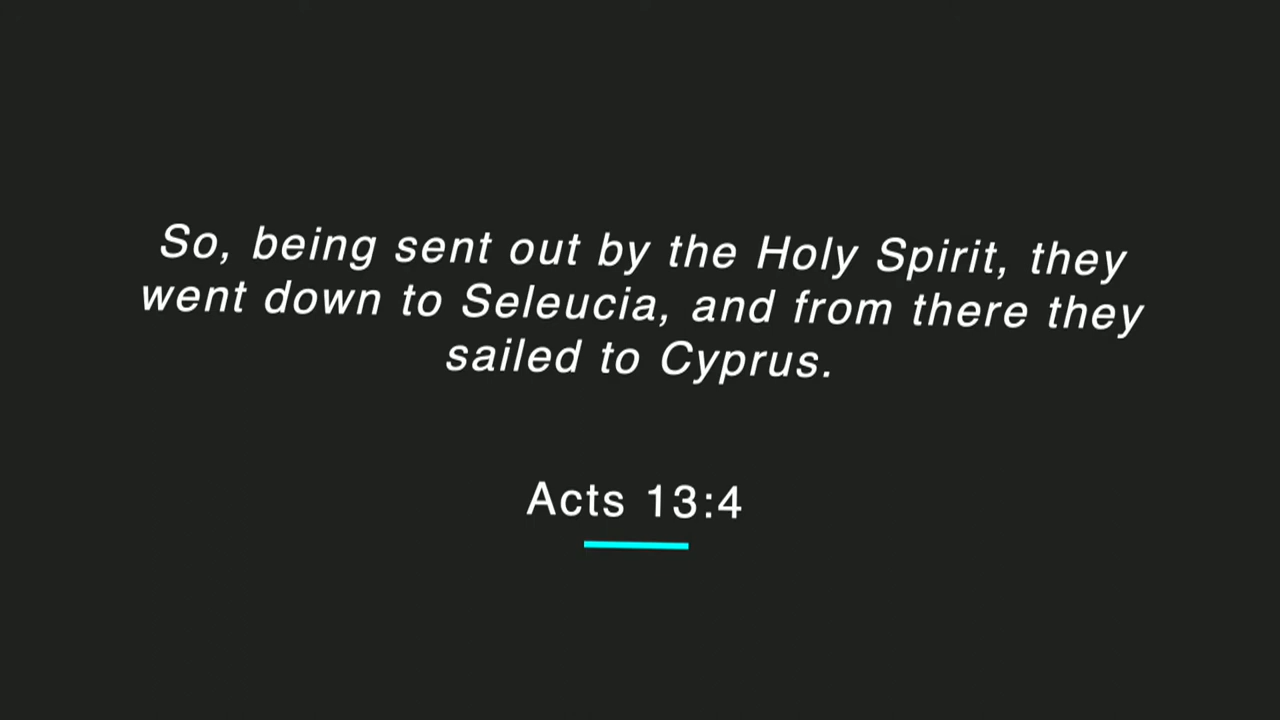 So, being sent out by the Holy Spirit, they
went down to Seleucia, and from there they
sailed to Cyprus.
Acts 13:4